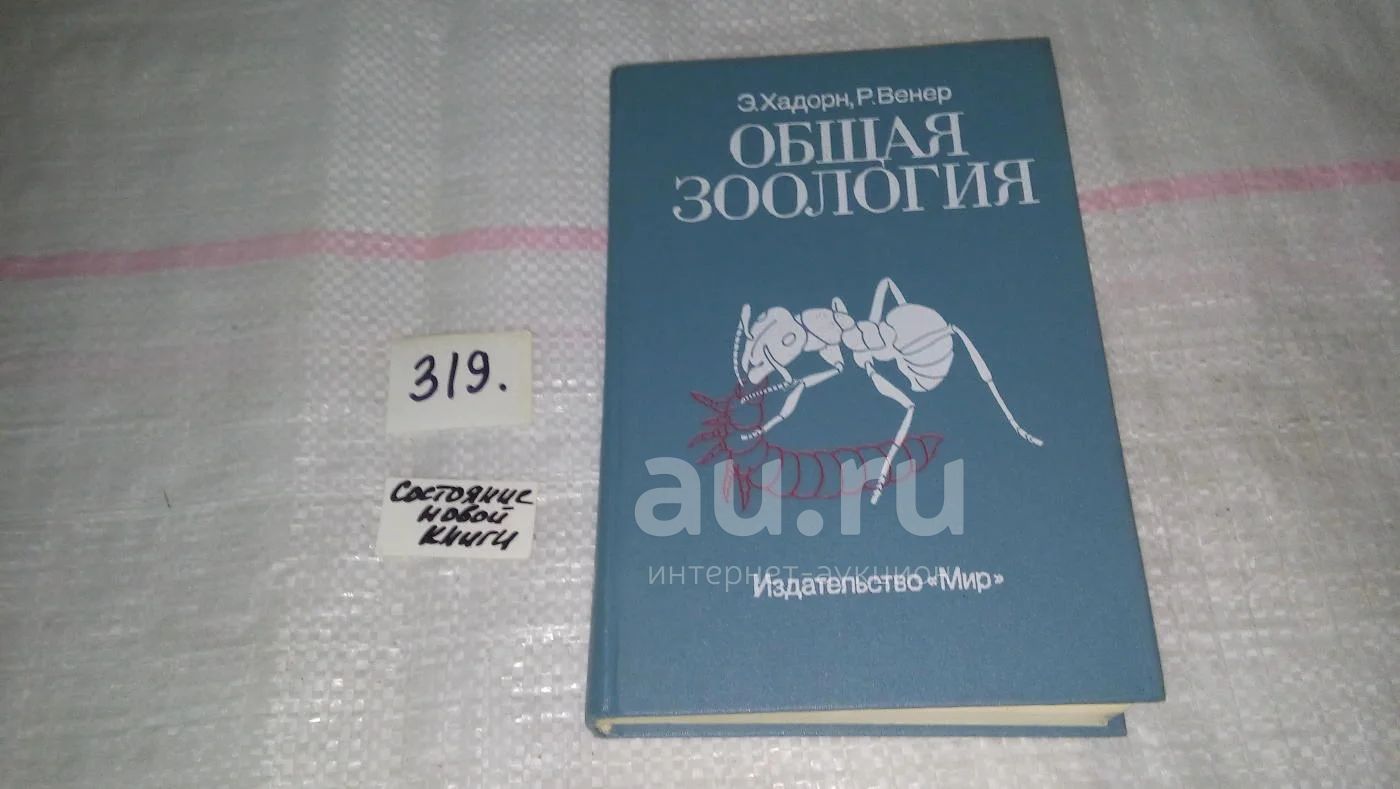 Э.Хадорн, Р.Венер
ОБЩАЯ
ЗООЛОГИЯ
319.
Состояние
новой
книги
au.ru
интернет-аукцион
Издательство «Мир»